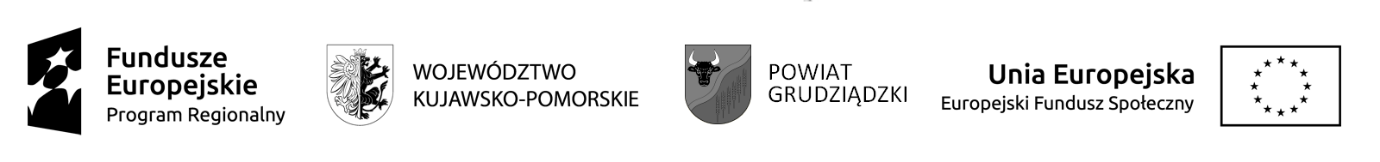 Fundusze
Europejskie
Program Regionalny
WOJEWÓDZTWO
KUJAWSKO-POMORSKIE
POWIAT
GRUDZIĄDZKI
Unia Europejska
Europejski Fundusz Społeczny